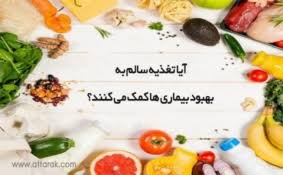 آیا تغذیه سالم به
بهبود بیماری ها کمک می کنند؟
www.attarak.com